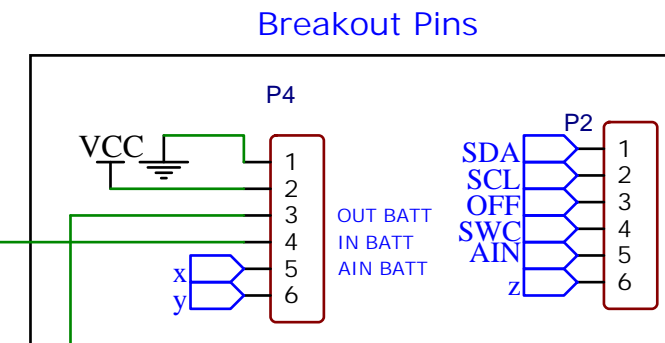 Breakout Pins
P4
VCC
1
2
3 OUT BATT
4 IN BATT
x 5 AIN BATT
y 6
P2
SDA 1
SCL 2
OFF 3
SWC 4
AIN 5
z 6